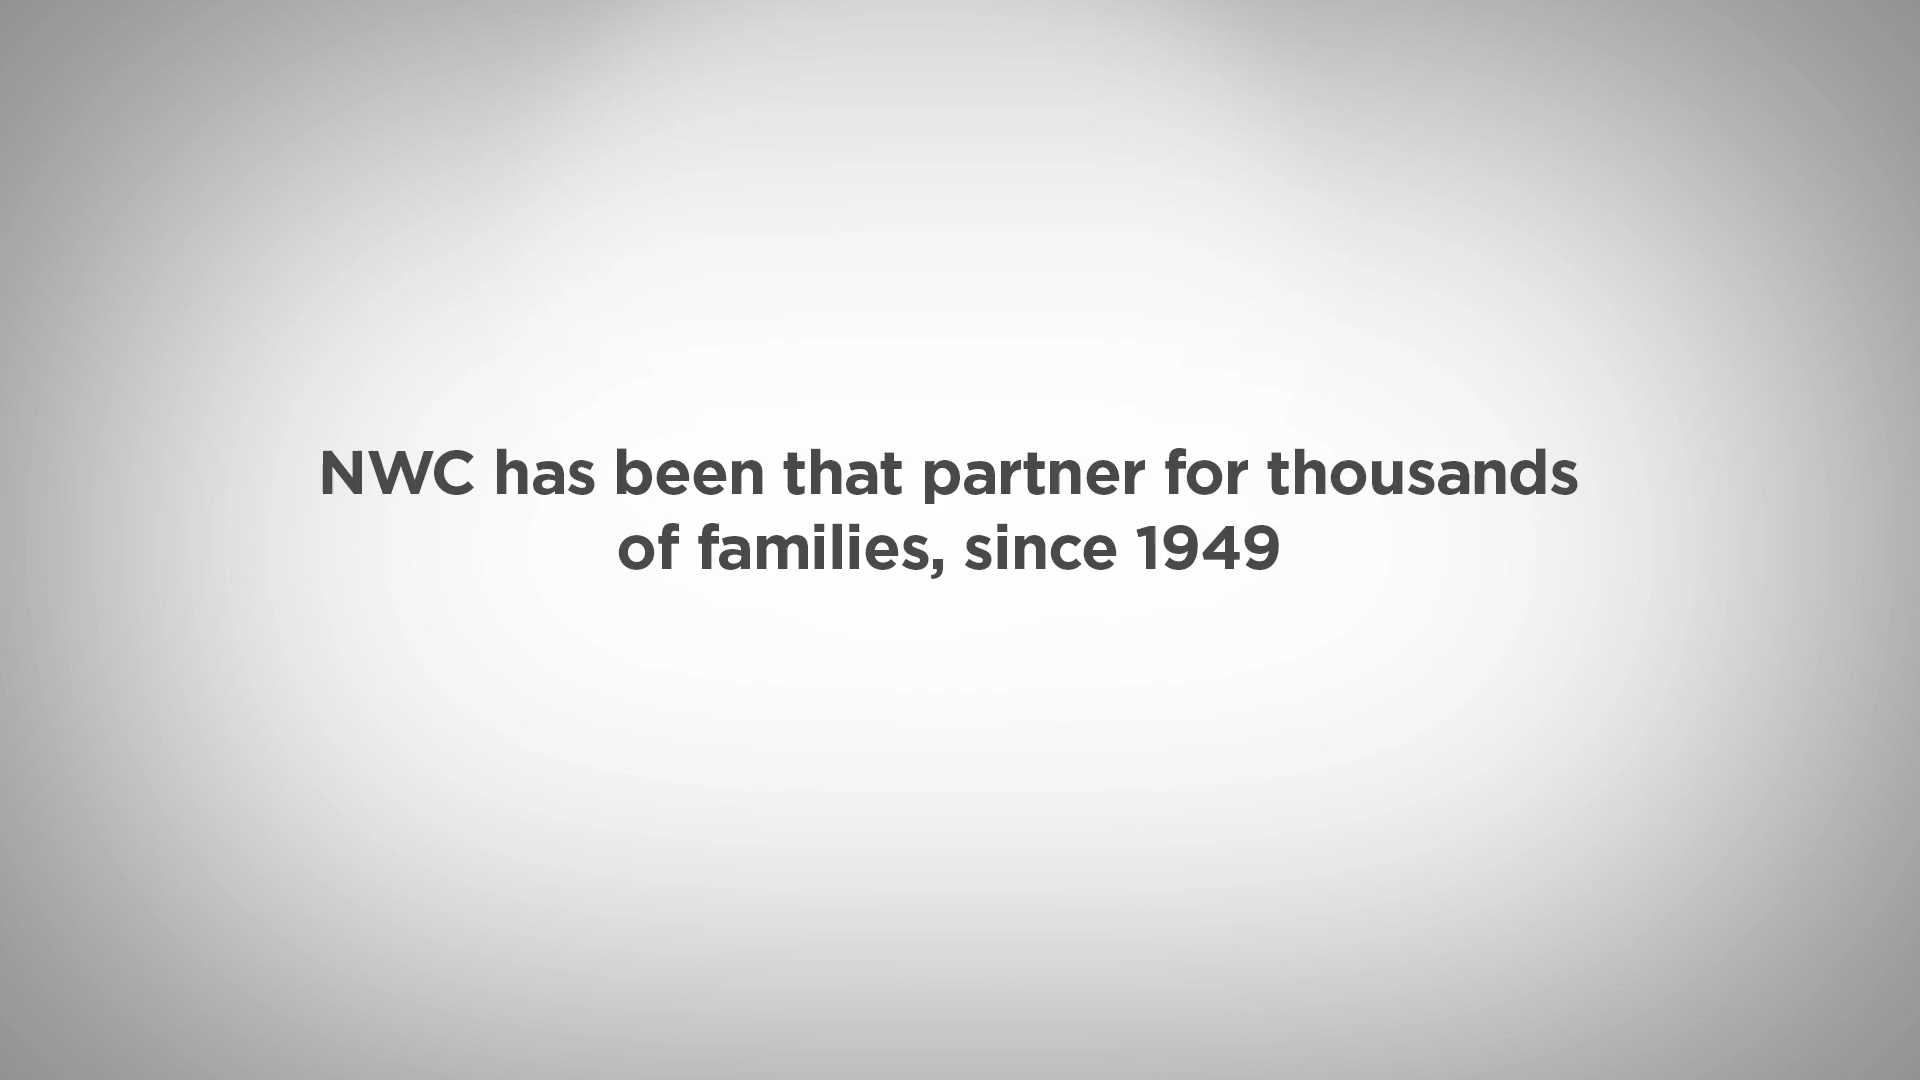 NWC has been that partner for thousands
of families, since 1949